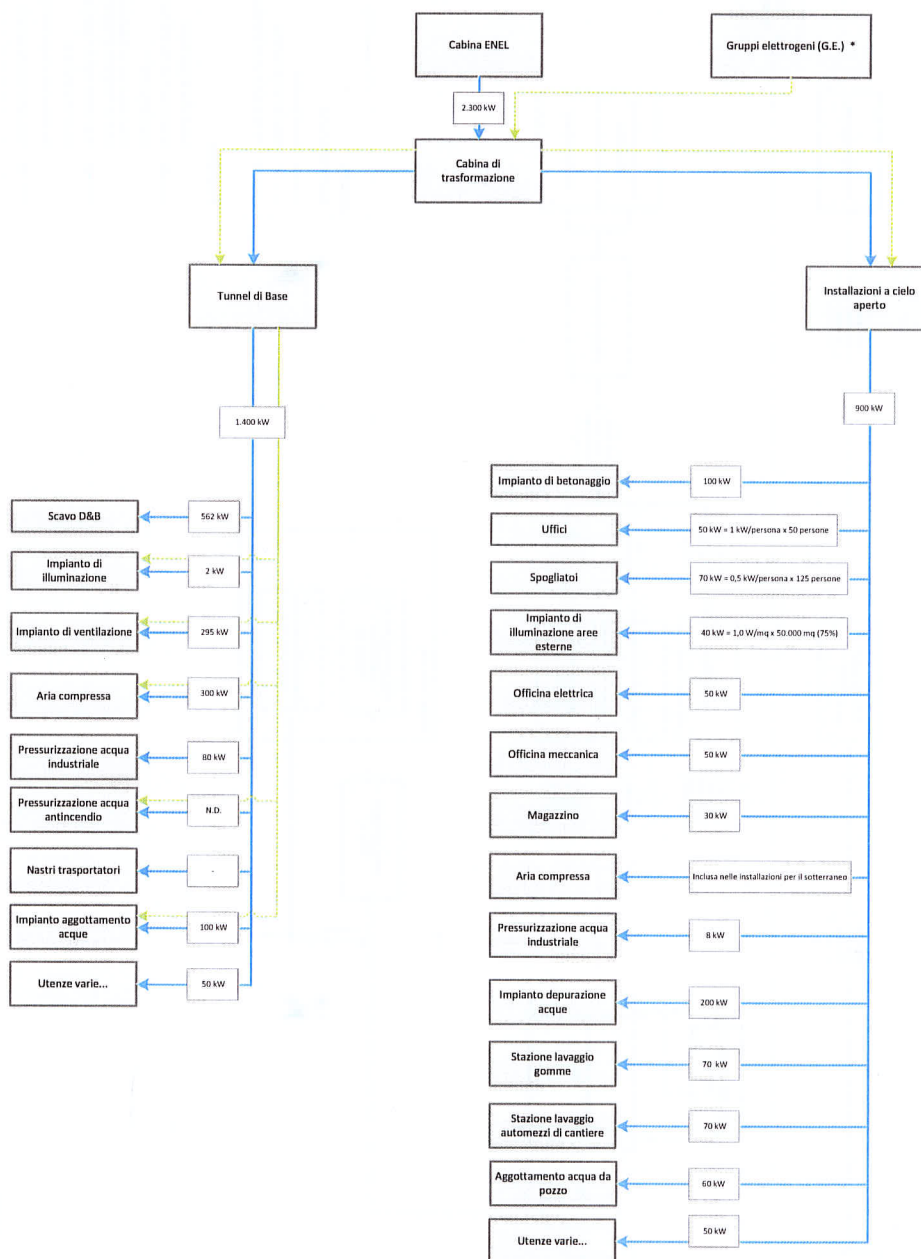 Cabina ENEL
Gruppi elettrogeni (G.E.) *
2.300 kW
Cabina di
trasformazione
Tunnel di Base
Installazioni a cielo
aperto
1.400 kW
900 kW
Scavo D&B
562 kW
Impianto di
illuminazione
2 kW
Impianto di ventilazione
295 kW
Aria compressa
300 kW
Pressurizzazione acqua
industriale
80 kW
Pressurizzazione acqua
antincendio
N.D.
Nastri trasportatori
-
Impianto aggottamento
acque
100 kW
Utenze varie...
50 kW
Impianto di betonaggio
100 kW
Uffici
50 kW = 1 kW/persona x 50 persone
Spogliatoi
70 kW = 0,5 kW/persona x 125 persone
Impianto di
illuminazione aree
esterne
40 kW = 1,0 W/mq x 50.000 mq (75%)
Officina elettrica
50 kW
Officina meccanica
50 kW
Magazzino
30 kW
Aria compressa
Inclusa nelle installazioni per il sotterraneo
Pressurizzazione acqua
industriale
8 kW
Impianto depurazione
acque
200 kW
Stazione lavaggio
gomme
70 kW
Stazione lavaggio
automezzi di cantiere
70 kW
Aggottamento acqua da
pozzo
60 kW
Utenze varie...
50 kW